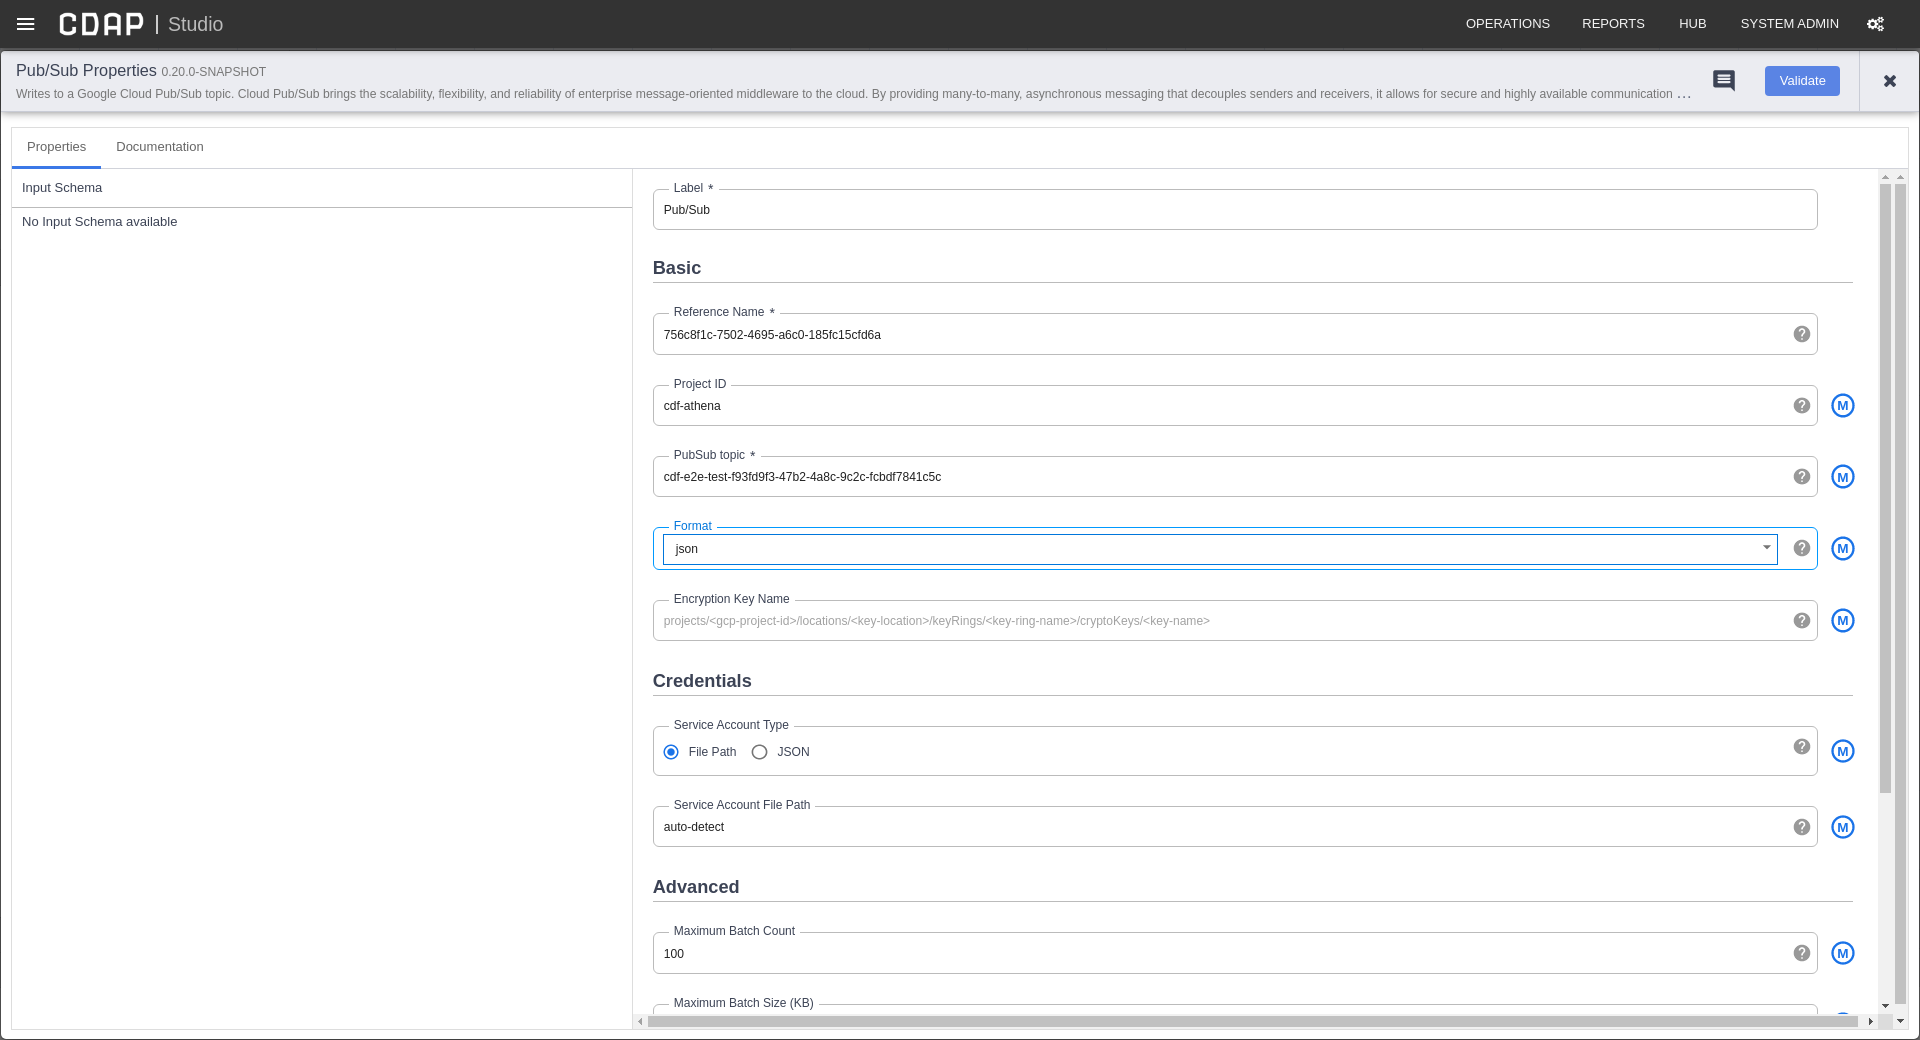 CDAP | Studio OPERATIONS REPORTS HUB SYSTEM ADMIN
Pub/Sub Properties 0.20.0-SNAPSHOT
Writes to a Google Cloud Pub/Sub topic. Cloud Pub/Sub brings the scalability, flexibility, and reliability of enterprise message-oriented middleware to the cloud. By providing many-to-many, asynchronous messaging that decouples senders and receivers, it allows for secure and highly available communication ...
Validate
Properties Documentation
Input Schema
No Input Schema available
Label *
Pub/Sub
Basic
Reference Name *
756c8f1c-7502-4695-a6c0-185fc15cfd6a
Project ID
cdf-athena
M
PubSub topic *
cdf-e2e-test-f93fd9f3-47b2-4a8c-9c2c-fcbdf7841c5c
M
Format
json
M
Encryption Key Name
projects/<gcp-project-id>/locations/<key-location>/keyRings/<key-ring-name>/cryptoKeys/<key-name>
M
Credentials
Service Account Type
File Path JSON
M
Service Account File Path
auto-detect
M
Advanced
Maximum Batch Count
100
M
Maximum Batch Size (KB)